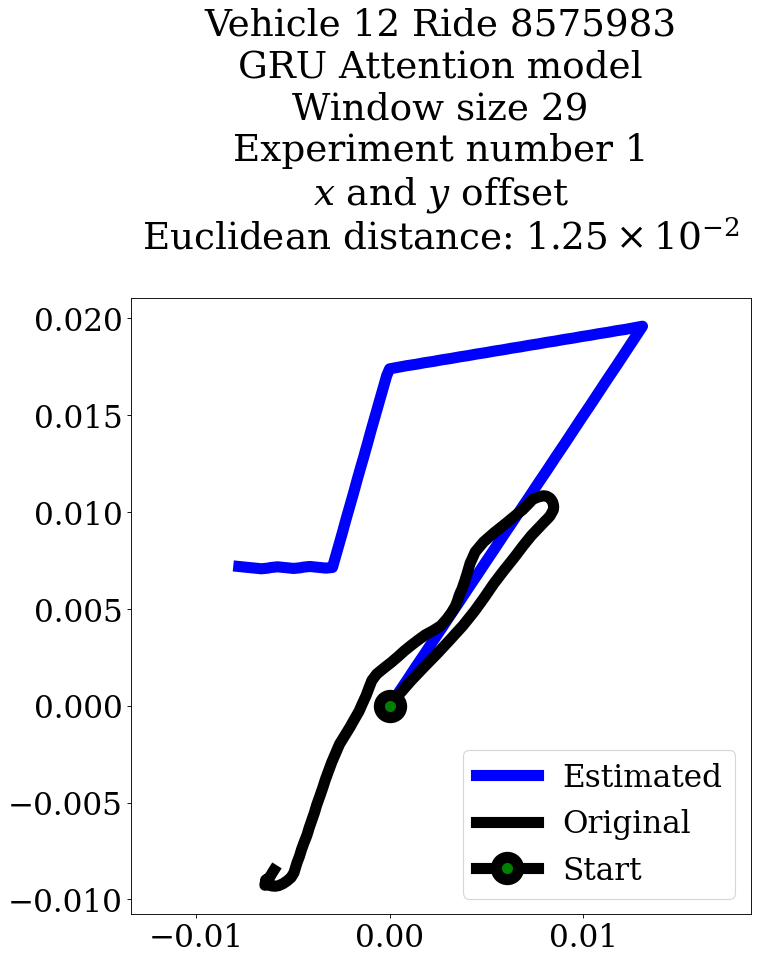 Vehicle 12 Ride 8575983
GRU Attention model
Window size 29
Experiment number 1
x and y offset
Euclidean distance: 1.25 × 10⁻²
0.020
0.015
0.010
0.005
0.000
−0.005
−0.010
Estimated
Original
Start
−0.01
0.00
0.01